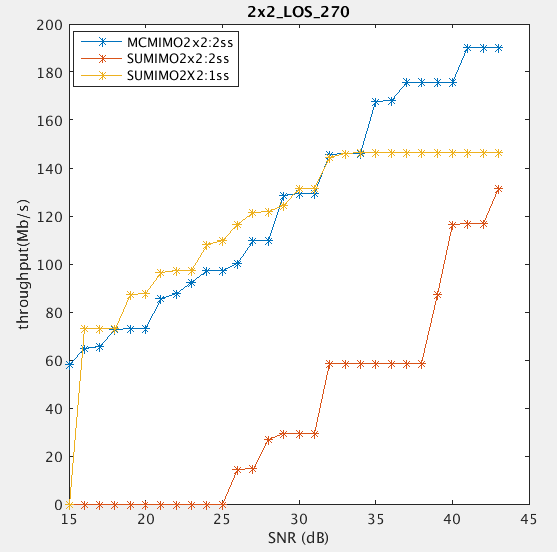 2x2_LOS_270
MCMIMO2x2:2ss
SUMIMO2x2:2ss
SUMIMO2X2:1ss
200
180
160
140
120
100
80
60
40
20
0
throughput(Mb/s)
15 20 25 30 35 40 45
SNR (dB)